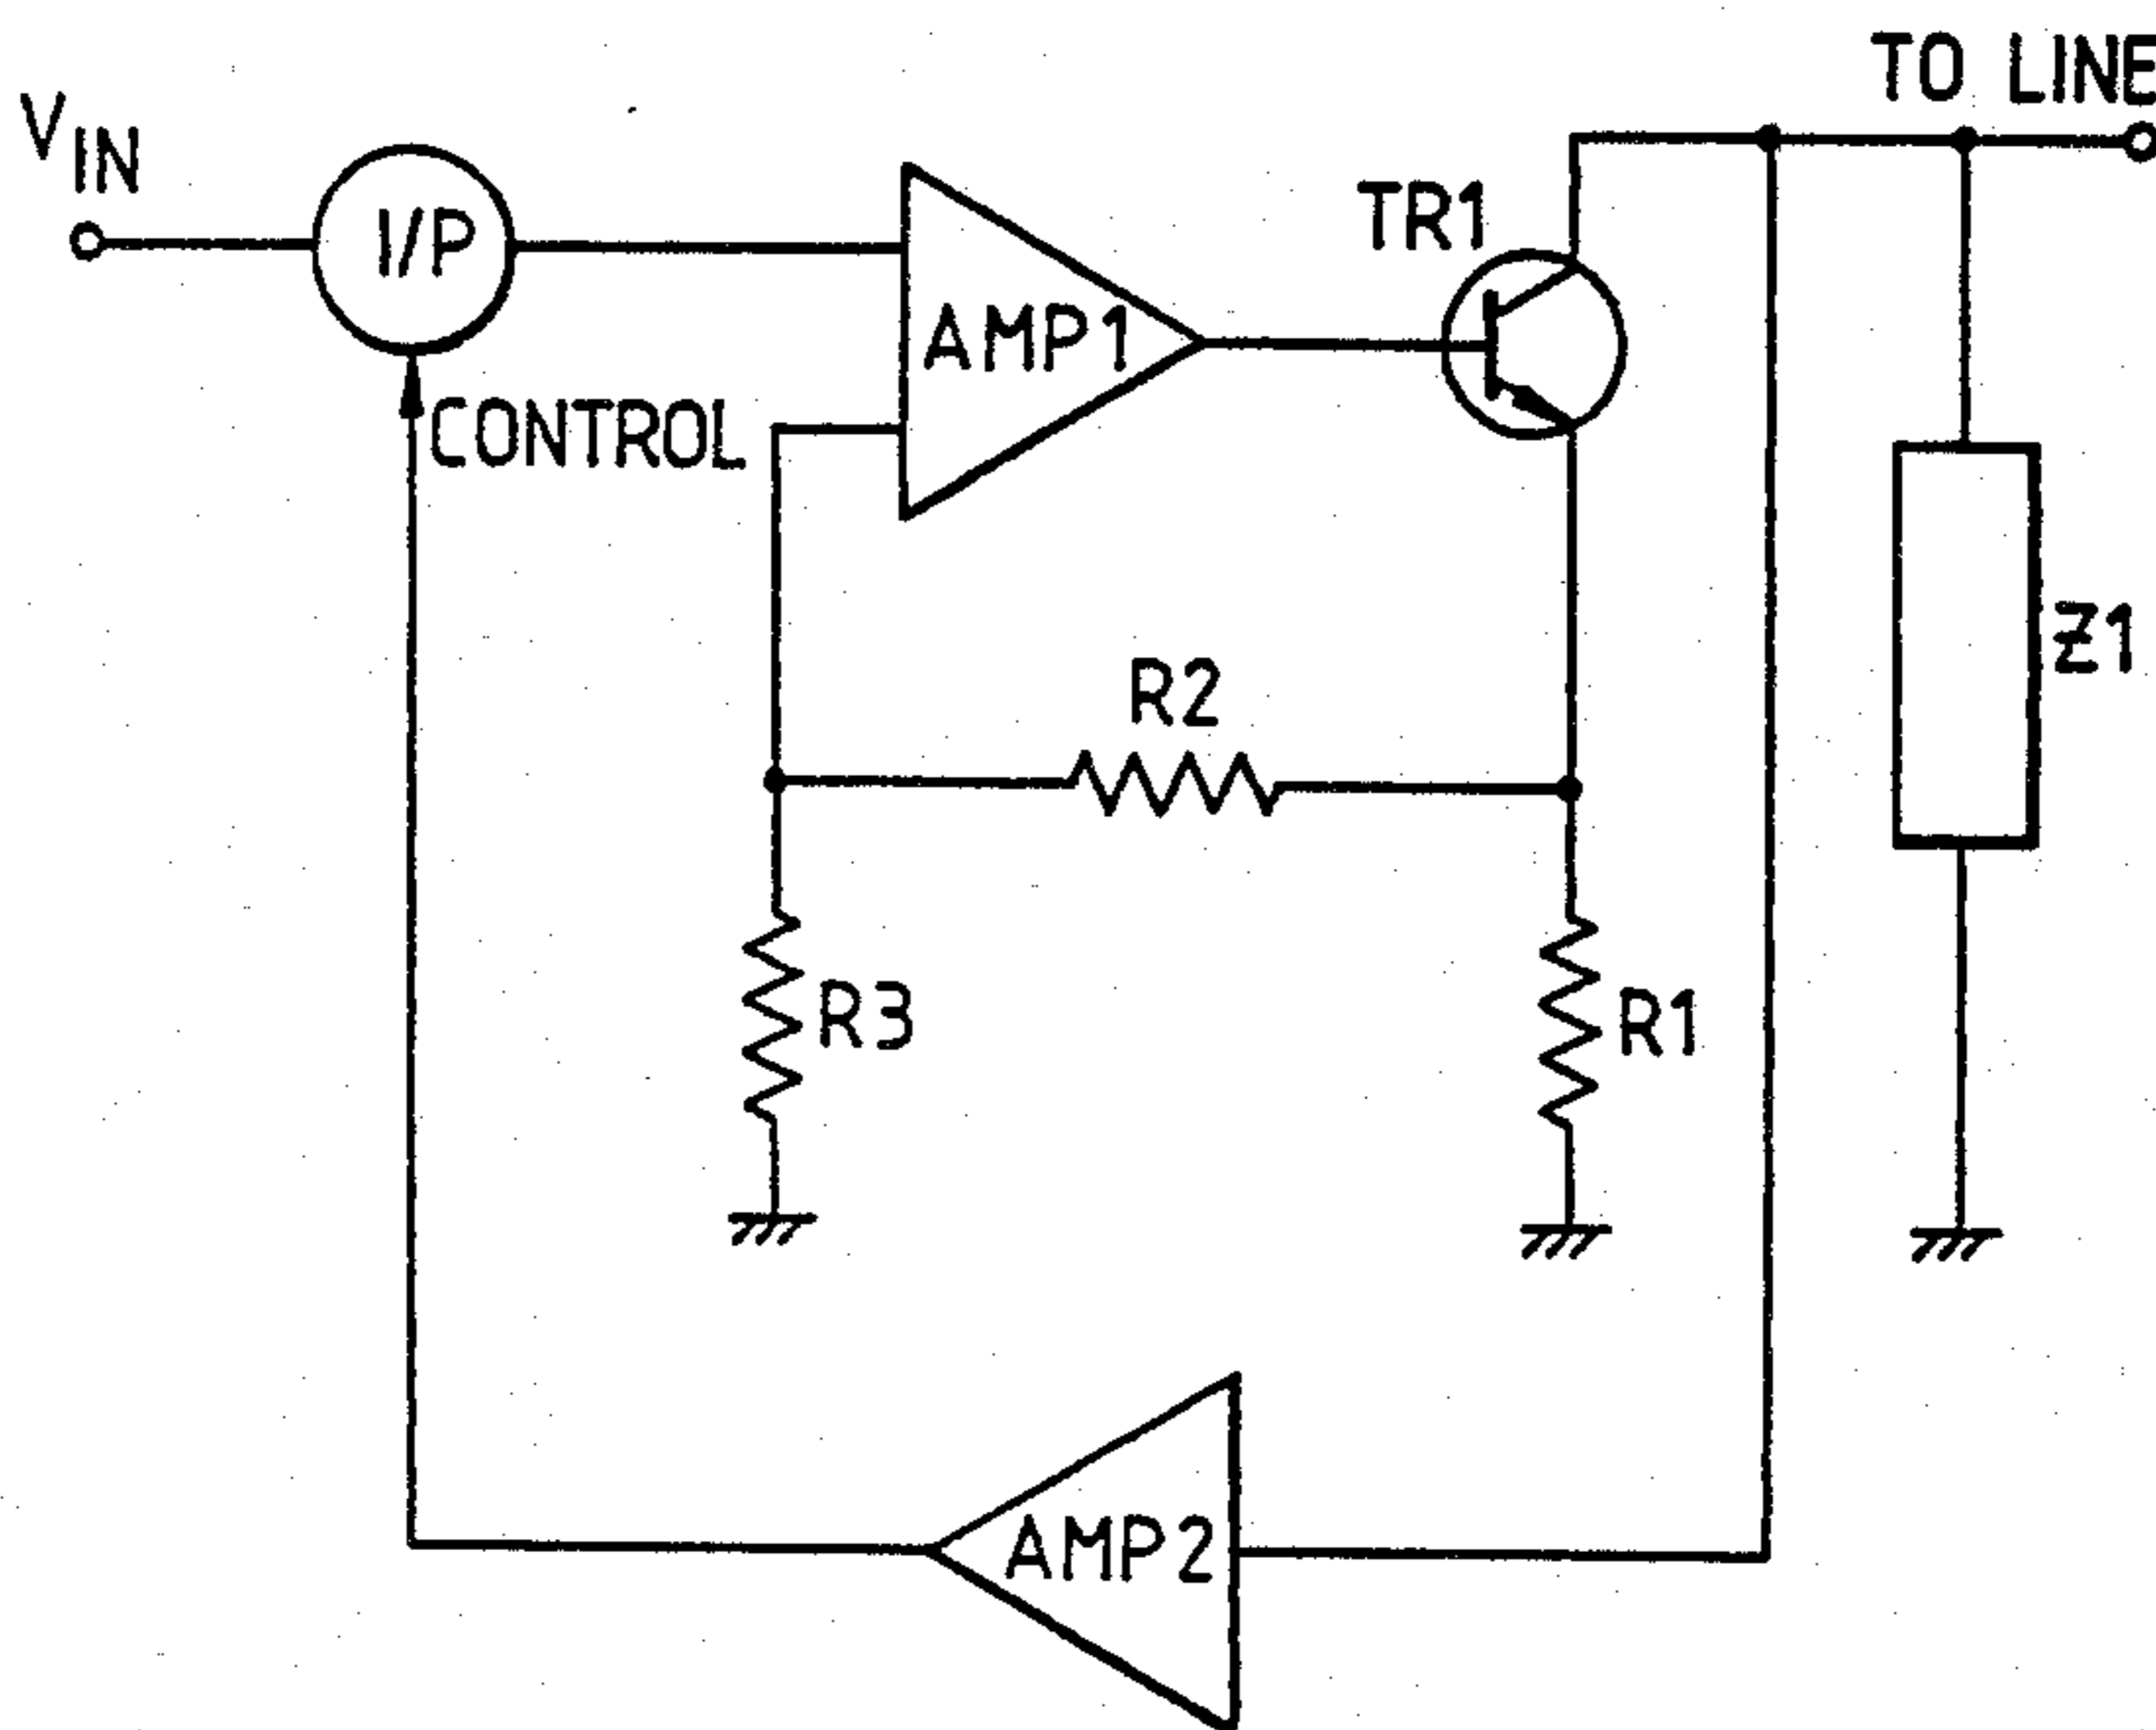 TO LINE
VIN
I/P
TR1
AMP1
CONTROL
Z1
R2
R3
R1
AMP2